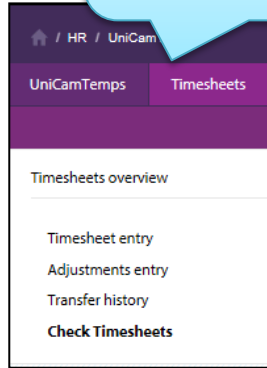 / HR / UniCam
UniCamTemps Timesheets
Timesheets overview
Timesheet entry
Adjustments entry
Transfer history
Check Timesheets